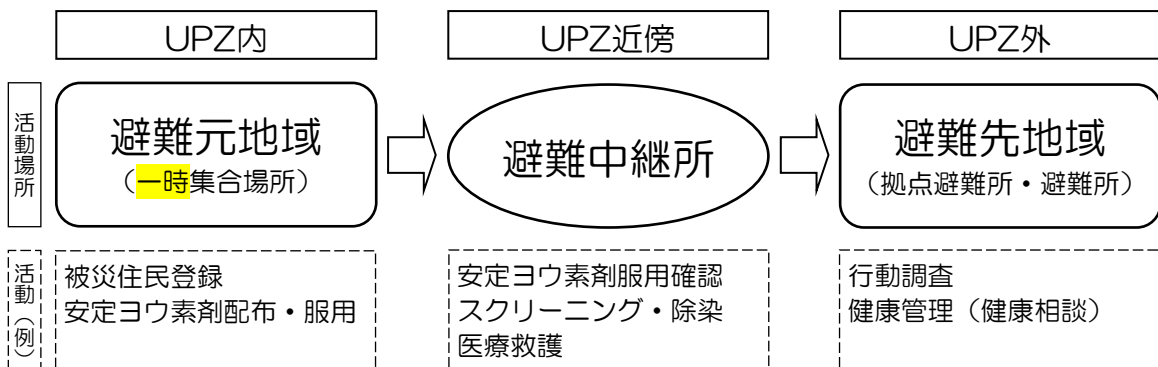 UPZ内
UPZ近傍
UPZ外
活動場所
避難元地域
（一時集合場所）
避難中継所
避難先地域
（拠点避難所・避難所）
活動（例）
被災住民登録
安定ヨウ素剤配布・服用
安定ヨウ素剤服用確認
スクリーニング・除染
医療救護
行動調査
健康管理（健康相談）